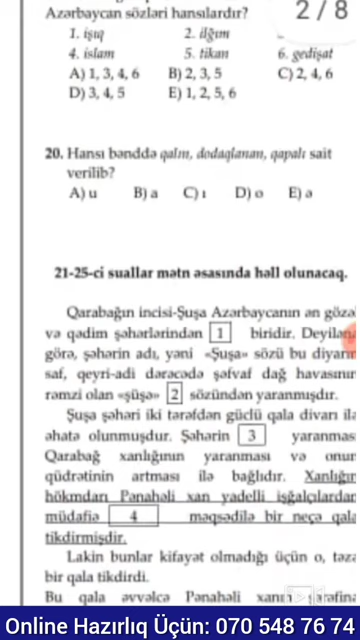 Azərbaycan sözləri hansılardır?
2 / 8
1. işıq 2. ilğım
4. islam 5. tikan 6. gedişat
A) 1, 3, 4, 6 B) 2, 3, 5 C) 2, 4, 6
D) 3, 4, 5 E) 1, 2, 5, 6
20. Hansı bənddə qalın, dodaqlanan, qapalı sait
verilib?
A) u B) a C) ı D) o E) ə
21-25-ci suallar mətn əsasında həll olunacaq.
Qarabağın incisi-Şuşa Azərbaycanın ən gözə
və qədim şəhərlərindən 1 biridir. Deyilənə
görə, şəhərin adı, yəni «Şuşa» sözü bu diyarın
saf, qeyri-adi dərəcədə şəffaf dağ havasının
rəmzi olan «şüşə» 2 sözündən yaranmışdır.
Şuşa şəhəri iki tərəfdən güclü qala divarı ilə
əhatə olunmuşdur. Şəhərin 3 yaranması
Qarabağ xanlığının yaranması və onun
qüdrətinin artması ilə bağlıdır. Xanlığın
hökmdarı Pənahəli xan yadelli işğalçılardan
müdafiə 4 məqsədilə bir neçə qala
tikdirmişdir.
Lakin bunlar kifayət olmadığı üçün o, təzə
bir qala tikdirdi.
Bu qala əvvəlcə Pənahəli xanın şərəfinə
Online Hazırlıq Üçün: 070 548 76 74